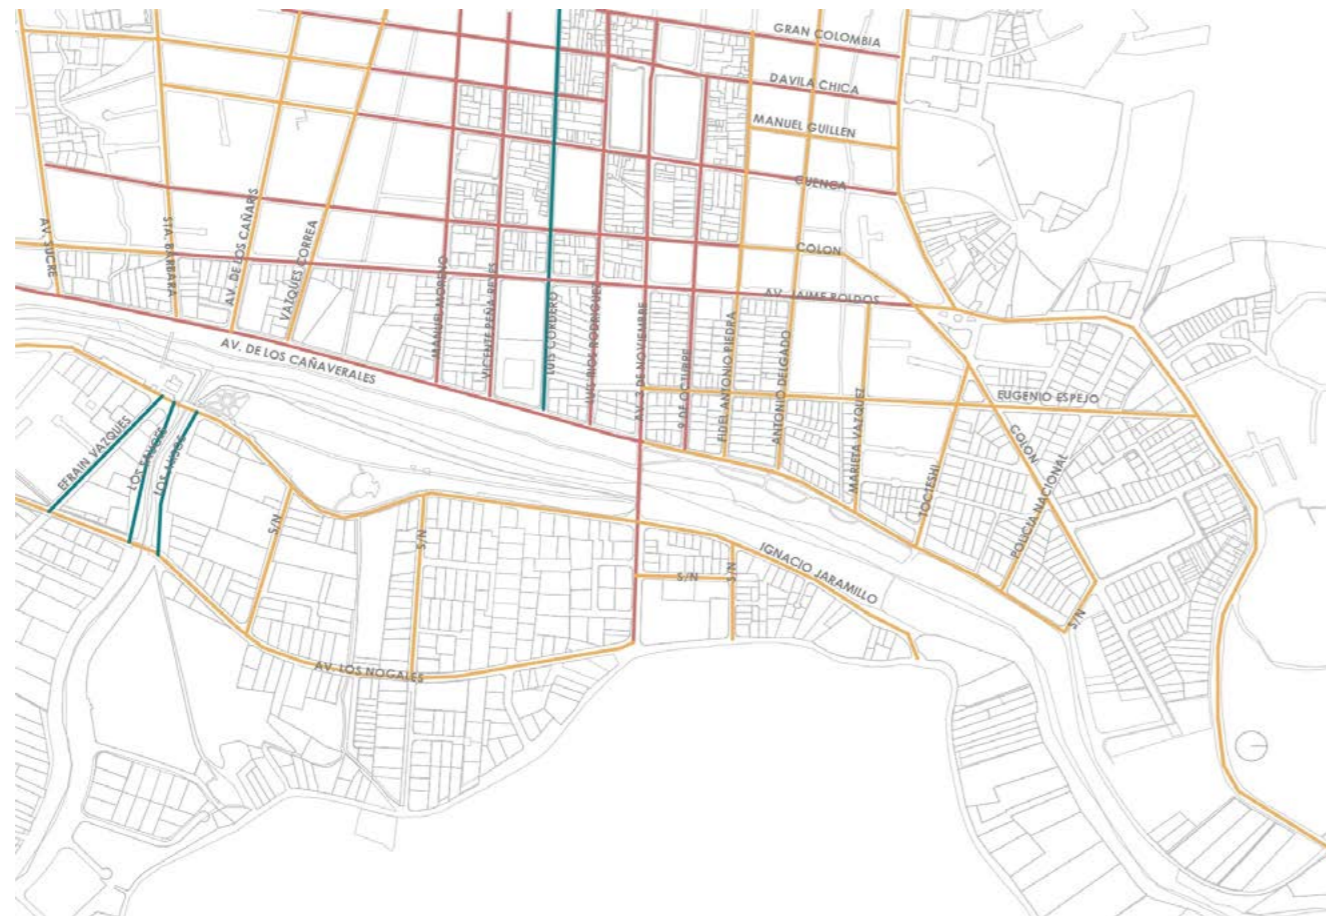 GRAN COLOMBIA
DAVILA CHICA
MANUEL GUILLEN
CUENCA
COLON
AV. SUCRE
STA. BARBARA
AV. DE LOS CAÑARIS
VAZQUES CORREA
MANUEL MORENO
VICENTE PEÑA REYES
LUIS CORDERO
RIOS RODRIGUEZ
AV. 3 DE NOVIEMBRE
9 DE OCTUBRE
FIDEL ANTONIO PIEDRA
ANTONIO DELGADO
AV. JAIME ROLDOS
MARIETA VAZQUEZ
TOCTESHI
EUGENIO ESPEJO
COLON
POLICIA NACIONAL
S/N
AV. DE LOS CAÑAVERALES
EFRAIN VAZQUES
LOS SAUCES
S/N
S/N
S/N
S/N
IGNACIO JARAMILLO
AV. LOS NOGALES